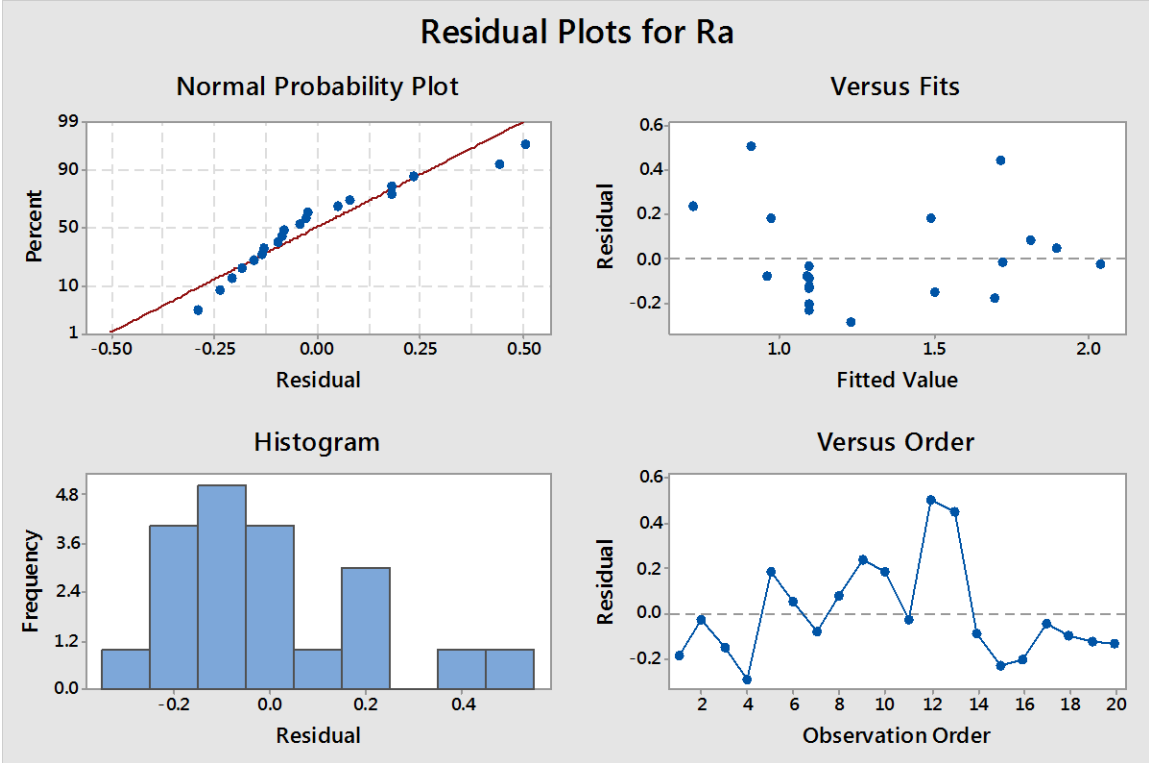 Residual Plots for Ra
Normal Probability Plot
99
90
50
10
1
Percent
-0.50 -0.25 0.00 0.25 0.50
Residual
Versus Fits
0.6
0.4
0.2
0.0
-0.2
Residual
1.0 1.5 2.0
Fitted Value
Histogram
4.8
3.6
2.4
1.2
0.0
Frequency
-0.2 0.0 0.2 0.4
Residual
Versus Order
0.6
0.4
0.2
0.0
-0.2
Residual
2 4 6 8 10 12 14 16 18 20
Observation Order